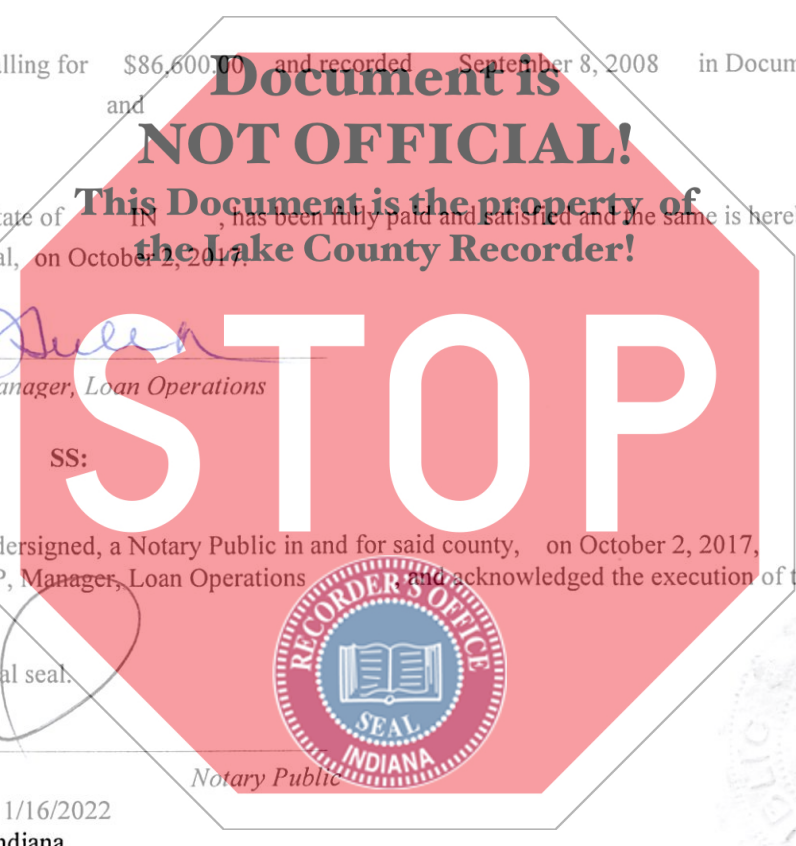 lling for $86,600.00 and recorded September 8, 2008 in Docum
Document is
and
NOT OFFICIAL!
This Document is the property of
tate of IN , has been fully paid and satisfied and the same is here
the Lake County Recorder!
al, on October 2, 2017.
anager, Loan Operations
STOP
SS:
dersigned, a Notary Public in and for said county, on October 2, 2017,
P, Manager, Loan Operations , and acknowledged the execution of t
RECORDER'S OFFICE
al seal.
SEAL
INDIANA
Notary Public
1/16/2022
ndiana